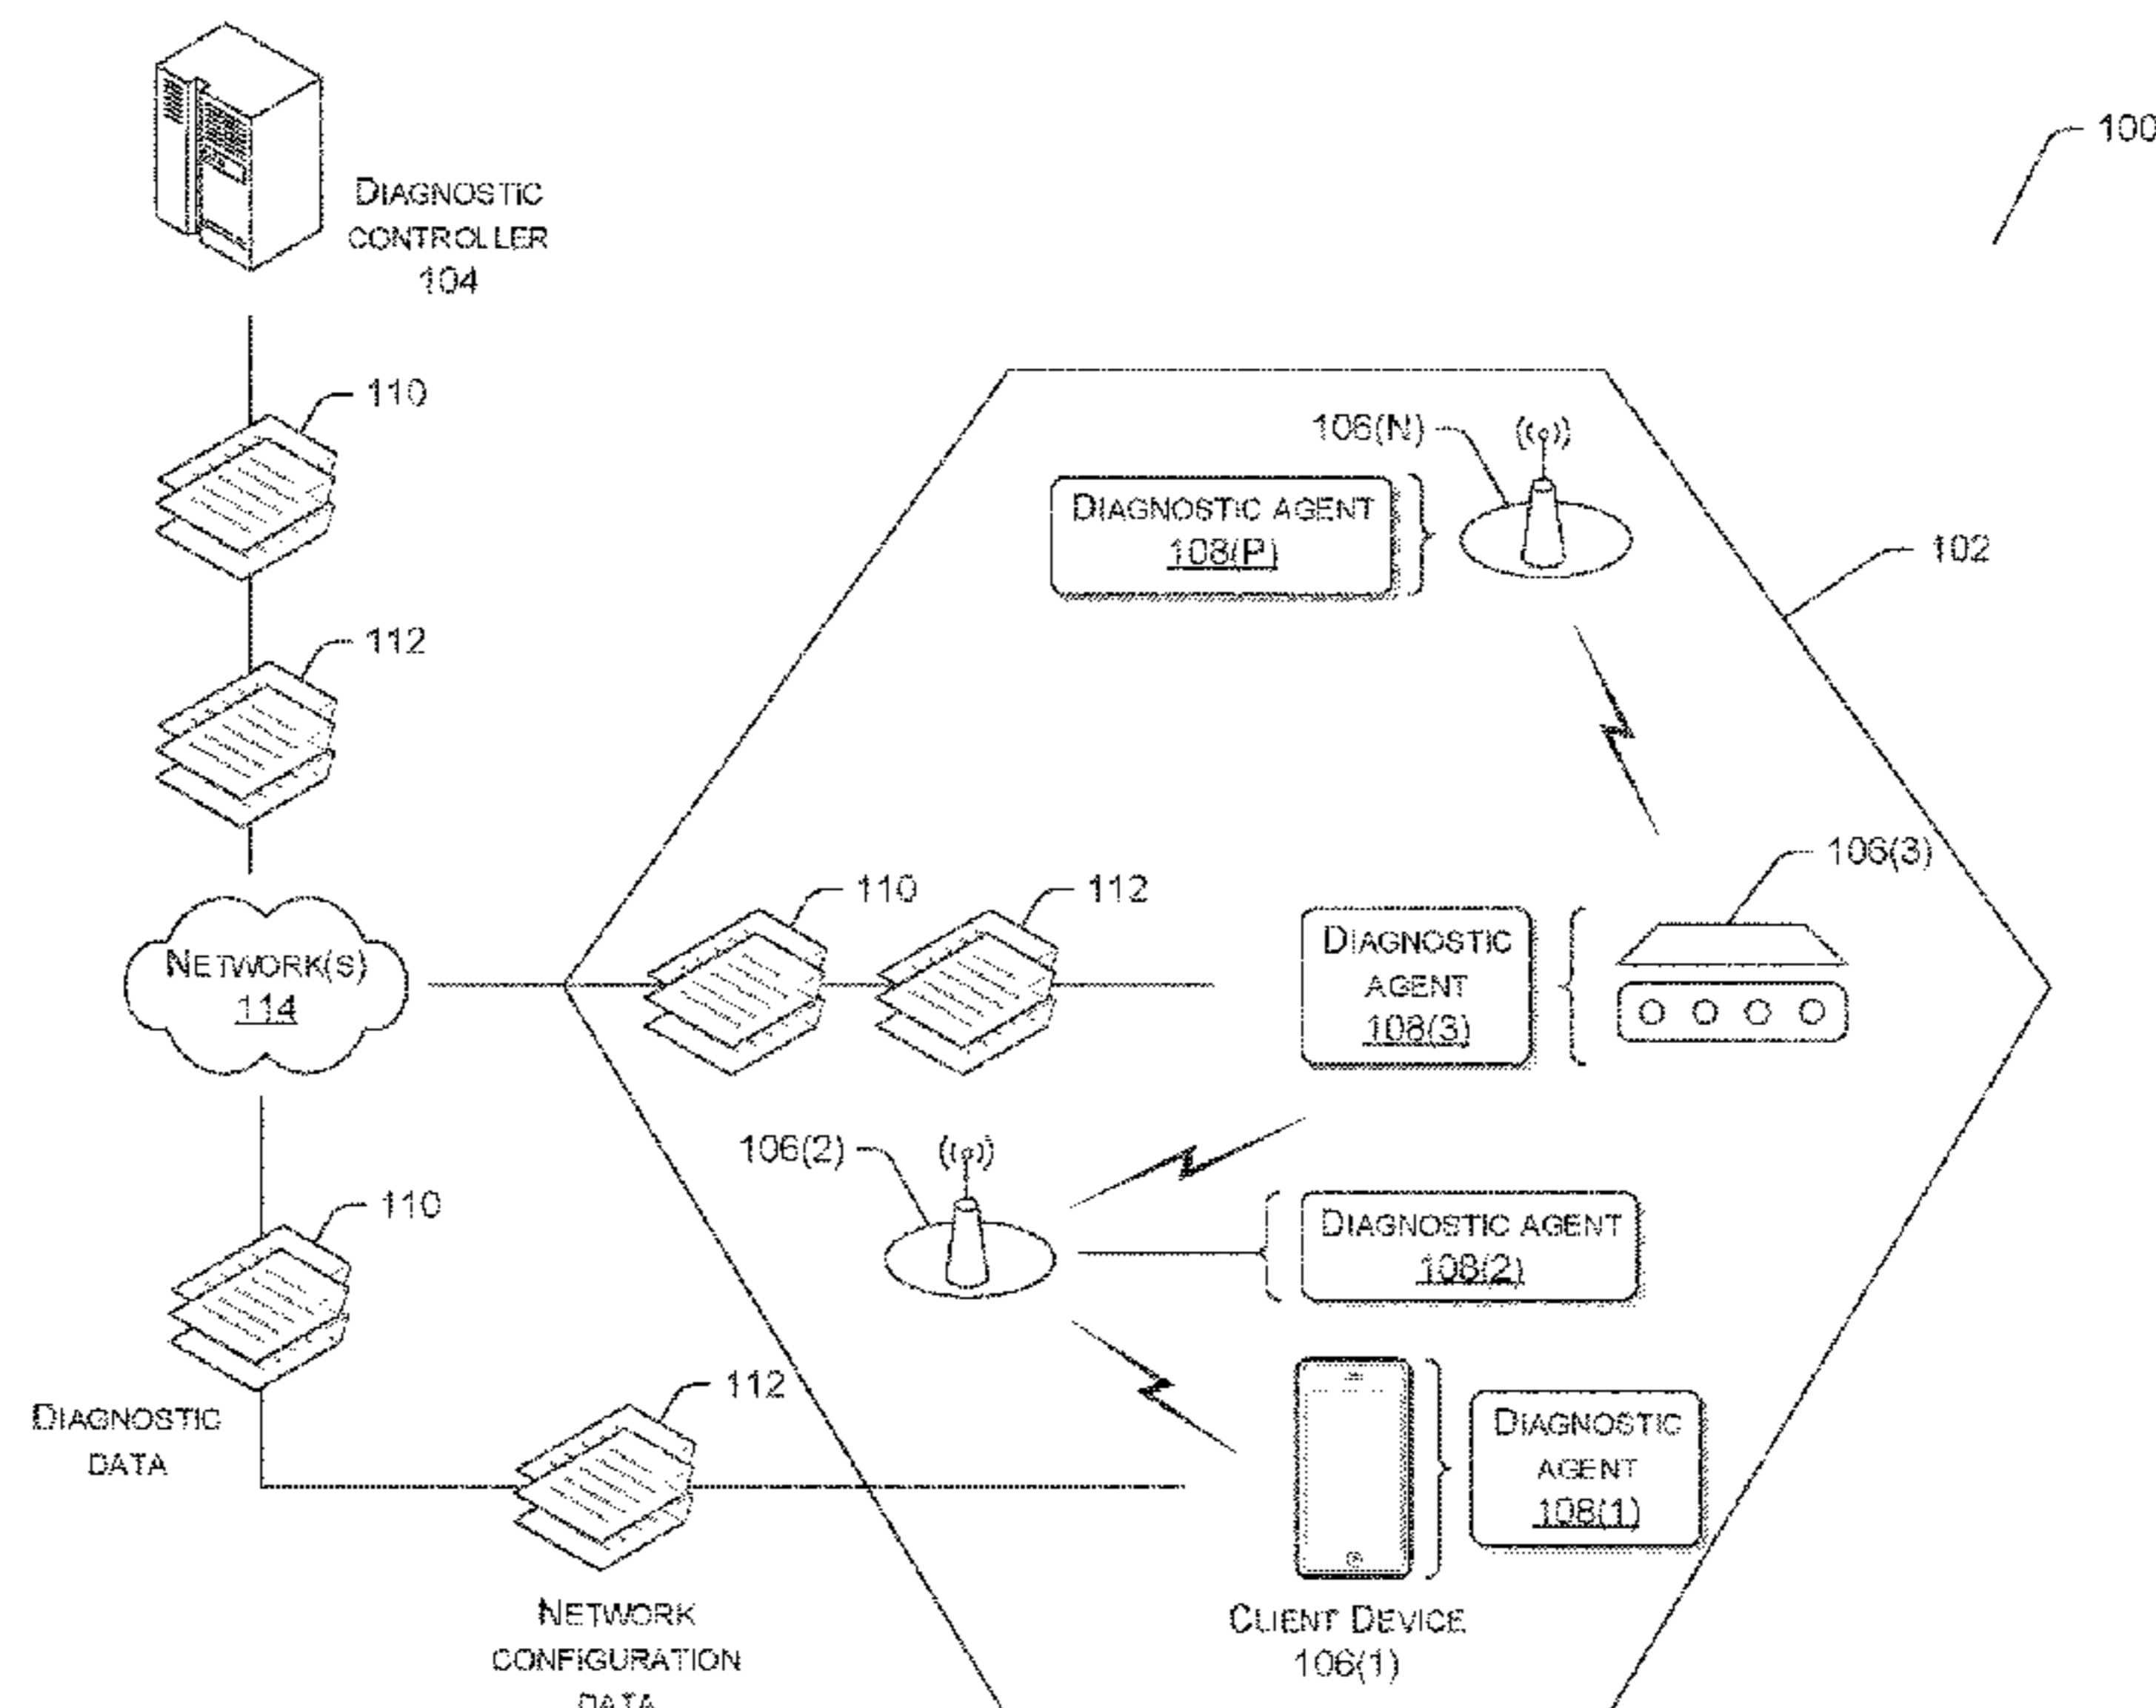 100
DIAGNOSTIC
CONTROLLER
104
110
106(N)
DIAGNOSTIC AGENT
108(P)
102
112
106(3)
110
112
NETWORK(S)
114
DIAGNOSTIC
AGENT
108(3)
106(2)
110
DIAGNOSTIC AGENT
108(2)
112
DIAGNOSTIC
DATA
DIAGNOSTIC
AGENT
108(1)
NETWORK
CONFIGURATION
DATA
CLIENT DEVICE
106(1)